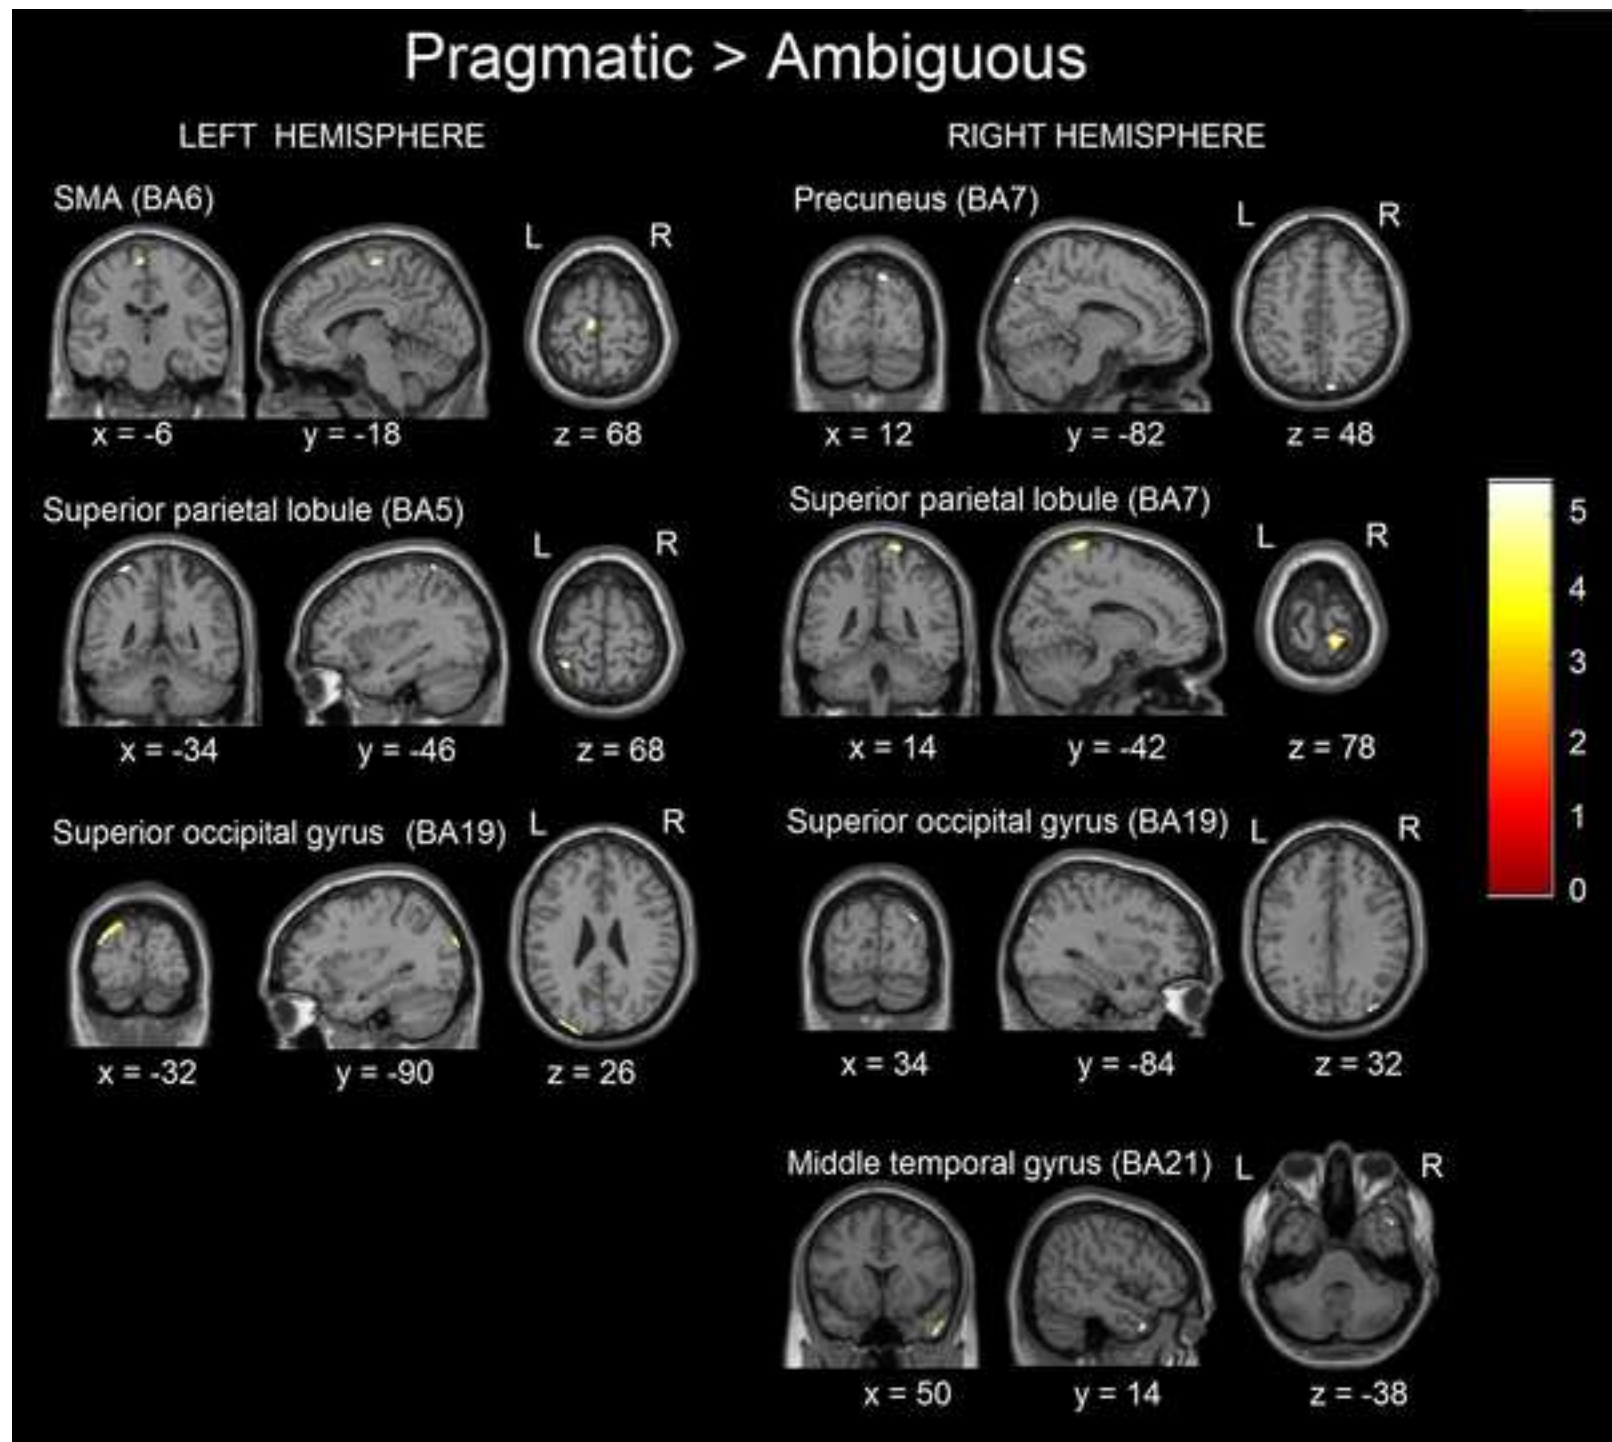 Pragmatic > Ambiguous
LEFT HEMISPHERE
SMA (BA6)
L R
x = -6 y = -18 z = 68
Superior parietal lobule (BA5)
L R
x = -34 y = -46 z = 68
Superior occipital gyrus (BA19)
L R
x = -32 y = -90 z = 26
RIGHT HEMISPHERE
Precuneus (BA7)
L R
x = 12 y = -82 z = 48
Superior parietal lobule (BA7)
L R
x = 14 y = -42 z = 78
Superior occipital gyrus (BA19)
L R
x = 34 y = -84 z = 32
Middle temporal gyrus (BA21)
L R
x = 50 y = 14 z = -38
5
4
3
2
1
0